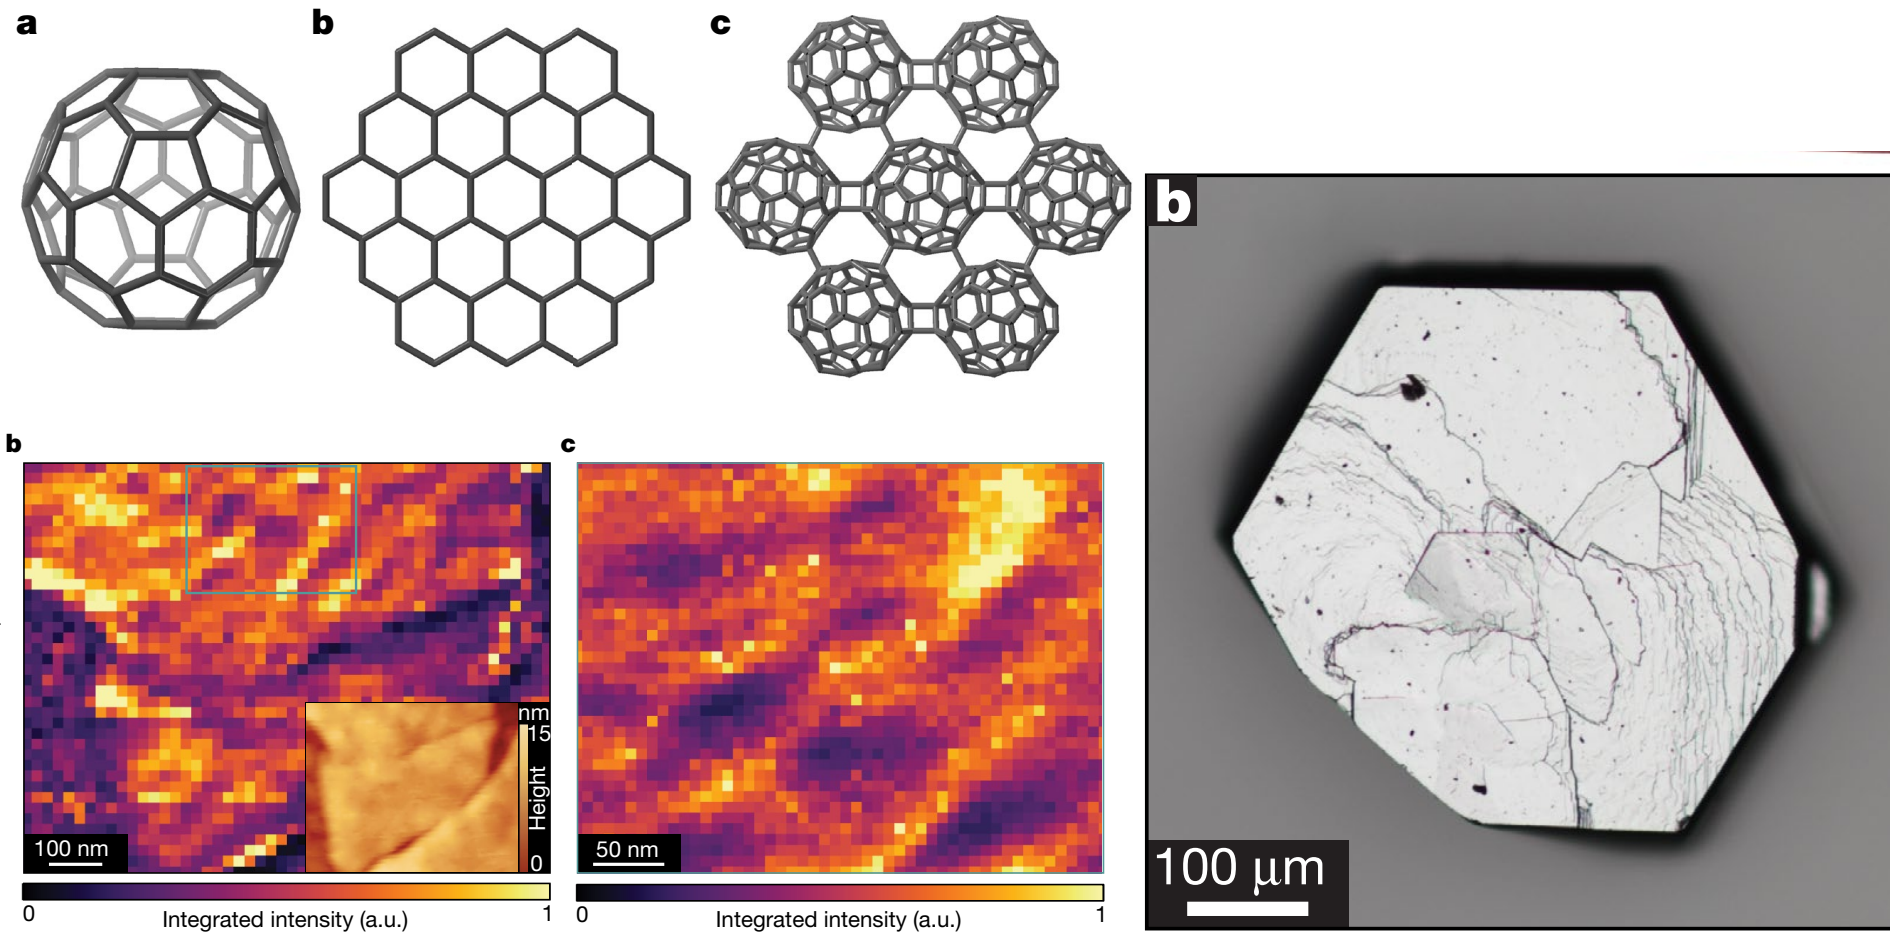 a
b
c
b
nm
15
Height
0
100 nm
0
1
Integrated intensity (a.u.)
c
50 nm
0
1
Integrated intensity (a.u.)
b
100 μm